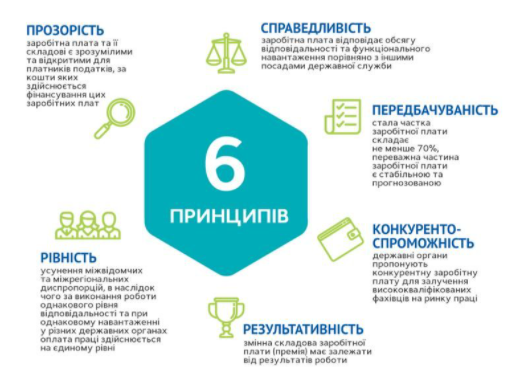 ПРОЗОРІСТЬ
заробітна плата та її
складові є зрозумілими
та відкритими для
платників податків, за
кошти яких
здійснюється
фінансування цих
заробітних плат
СПРАВЕДЛИВІСТЬ
заробітна плата відповідає обсягу
відповідальності та функціонального
навантаження порівняно з іншими
посадами державної служби
ПЕРЕДБАЧУВАНІСТЬ
стала частка
заробітної плати
складає
не менше 70%,
переважна частина
заробітної плати
є стабільною та
прогнозованою
6
ПРИНЦИПІВ
КОНКУРЕНТО-
СПРОМОЖНІСТЬ
державні органи
пропонують
конкурентну заробітну
плату для залучення
висококваліфікованих
фахівців на ринку праці
РІВНІСТЬ
усунення міжвідомчих
та міжрегіональних
диспропорцій, в наслідок
чого за виконання роботи
однакового рівня
відповідальності та при
однаковому навантаженні
у різних державних органах
оплата праці здійснюється
на єдиному рівні
РЕЗУЛЬТАТИВНІСТЬ
змінна складова заробітної
плати (премія) має залежати
від результатів роботи